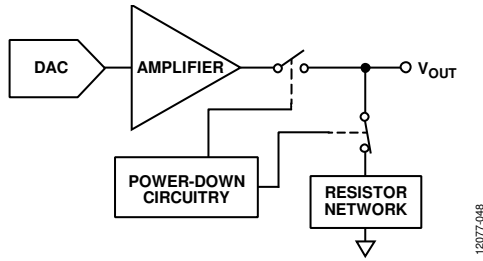 DAC
AMPLIFIER
VOUT
POWER-DOWN
CIRCUITRY
RESISTOR
NETWORK
12077-048